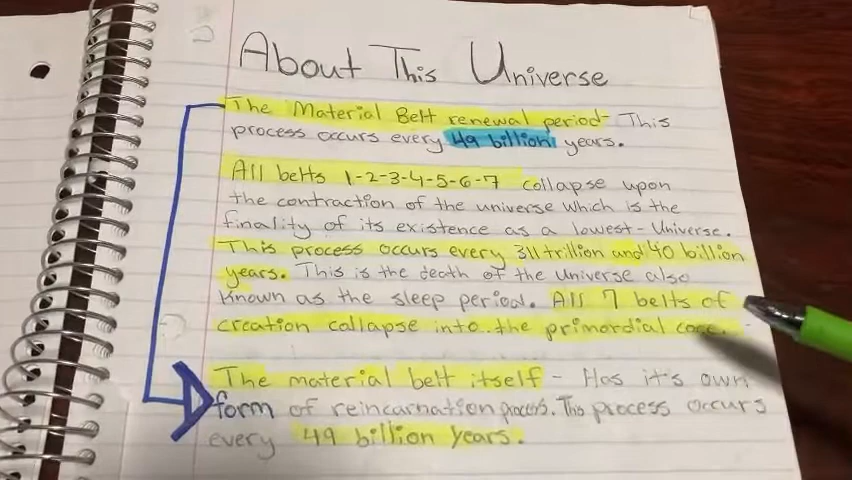 About This Universe
The Material Belt renewal period- This
process occurs every 49 billion years.
All belts 1-2-3-4-5-6-7 collapse upon
the contraction of the universe which is the
finality of its existence as a lowest-Universe.
This process occurs every 311 trillion and 40 billion
years. This is the death of the Universe also
known as the sleep period. All 7 belts of
creation collapse into the primordial core.
The material belt itself - Has it's own
form of reincarnation process. This process occurs
every 49 billion years.